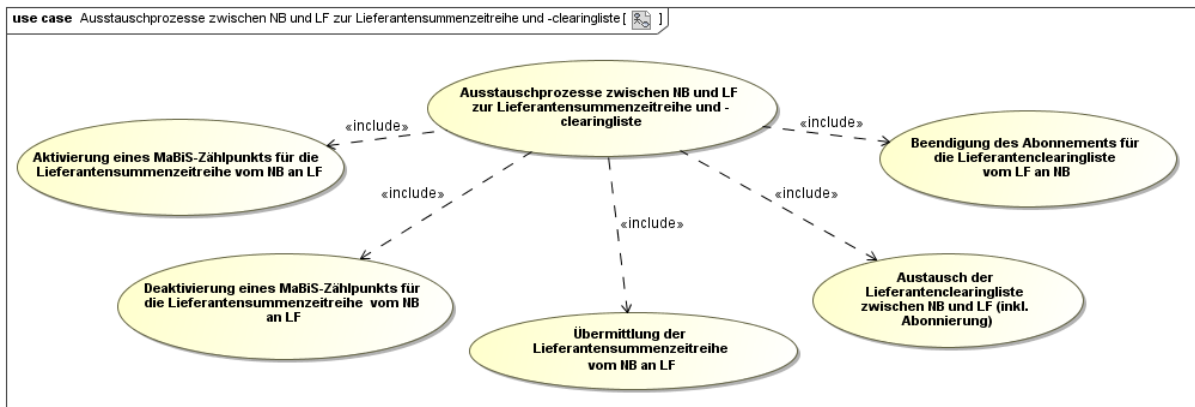 use case Ausstauschprozesse zwischen NB und LF zur Lieferantensummenzeitreihe und -clearingliste [ ]
Ausstauschprozesse zwischen NB und LF
zur Lieferantensummenzeitreihe und -
clearingliste
«include»
«include»
«include»
«include»
«include»
Aktivierung eines MaBiS-Zählpunkts für die
Lieferantensummenzeitreihe vom NB an LF
Beendigung des Abonnements für
die Lieferantenclearingliste
vom LF an NB
Deaktivierung eines MaBiS-Zählpunkts für
die Lieferantensummenzeitreihe vom NB
an LF
Austausch der
Lieferantenclearingliste
zwischen NB und LF (inkl.
Abonnierung)
Übermittlung der
Lieferantensummenzeitreihe
vom NB an LF